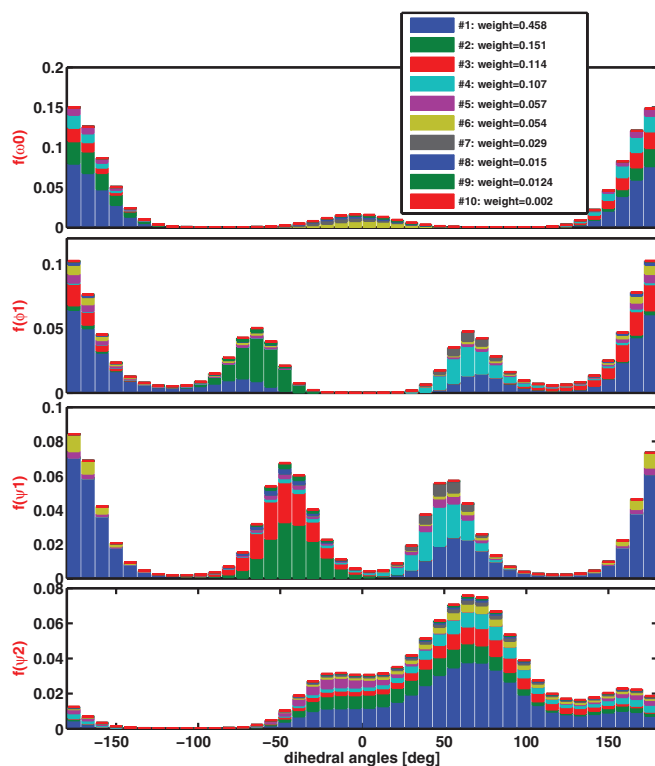 #1: weight=0.458
#2: weight=0.151
#3: weight=0.114
#4: weight=0.107
#5: weight=0.057
#6: weight=0.054
#7: weight=0.029
#8: weight=0.015
#9: weight=0.0124
#10: weight=0.002
0.2
0.15
0.1
0.05
0
f(ω0)
0.1
0.05
0
f(ϕ1)
0.1
0.08
0.06
0.04
0.02
0
f(ψ1)
0.08
0.06
0.04
0.02
0
f(ψ2)
−150 −100 −50 0 50 100 150
dihedral angles [deg]